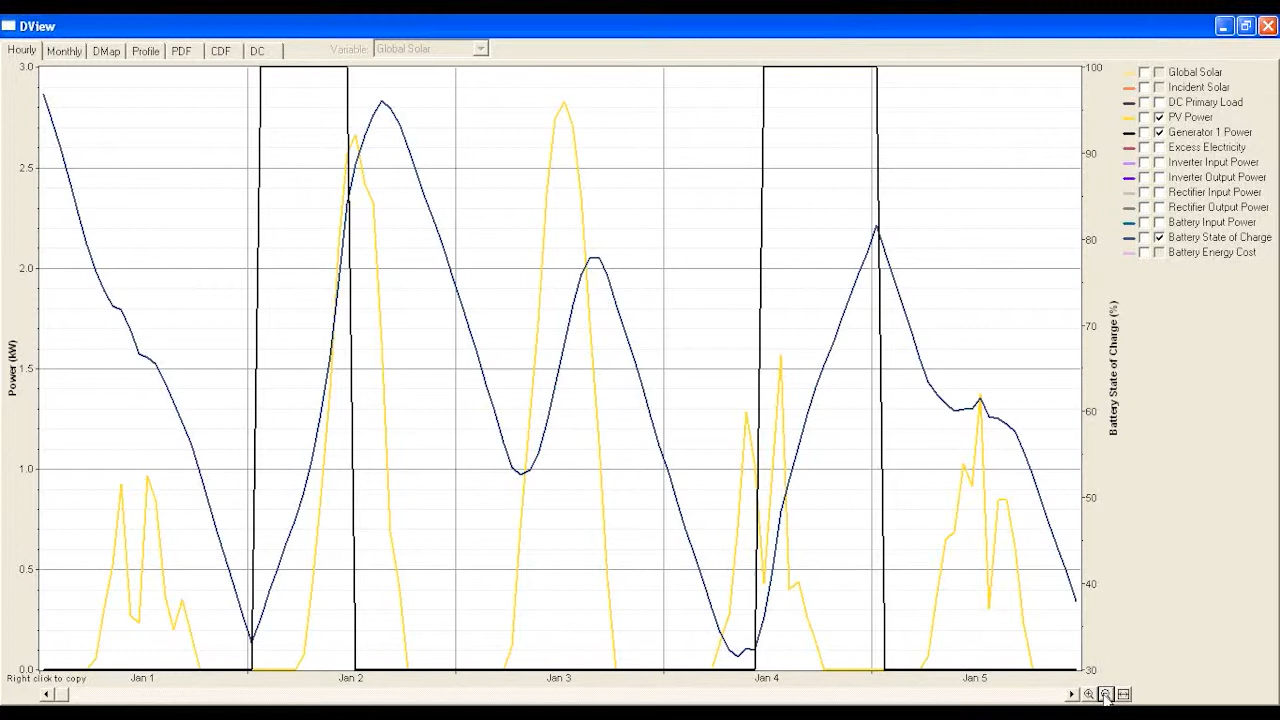 DView
Hourly Monthly DMap Profile PDF CDF DC Variable: Global Solar
3.0
2.5
2.0
1.5
1.0
0.5
0.0
Power (kW)
100
90
80
70
60
50
40
30
Battery State of Charge (%)
Global Solar
Incident Solar
DC Primary Load
PV Power
Generator 1 Power
Excess Electricity
Inverter Input Power
Inverter Output Power
Rectifier Input Power
Rectifier Output Power
Battery Input Power
Battery State of Charge
Battery Energy Cost
Right click to copy
Jan 1 Jan 2 Jan 3 Jan 4 Jan 5